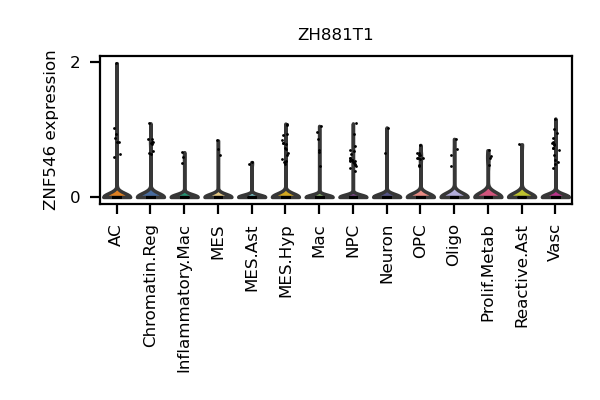 ZH881T1
ZNF546 expression
2
0
AC
Chromatin.Reg
Inflammatory.Mac
MES
MES.Ast
MES.Hyp
Mac
NPC
Neuron
OPC
Oligo
Prolif.Metab
Reactive.Ast
Vasc